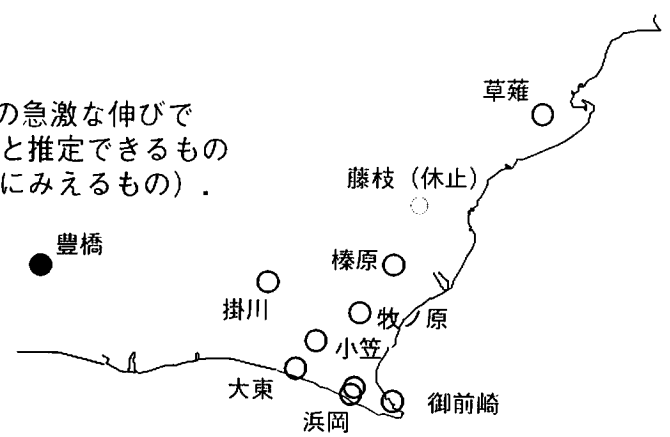 の急激な伸びで
と推定できるもの
にみえるもの）．
草薙
藤枝（休止）
豊橋
榛原
掛川
牧ノ原
小笠
大東
浜岡
御前崎